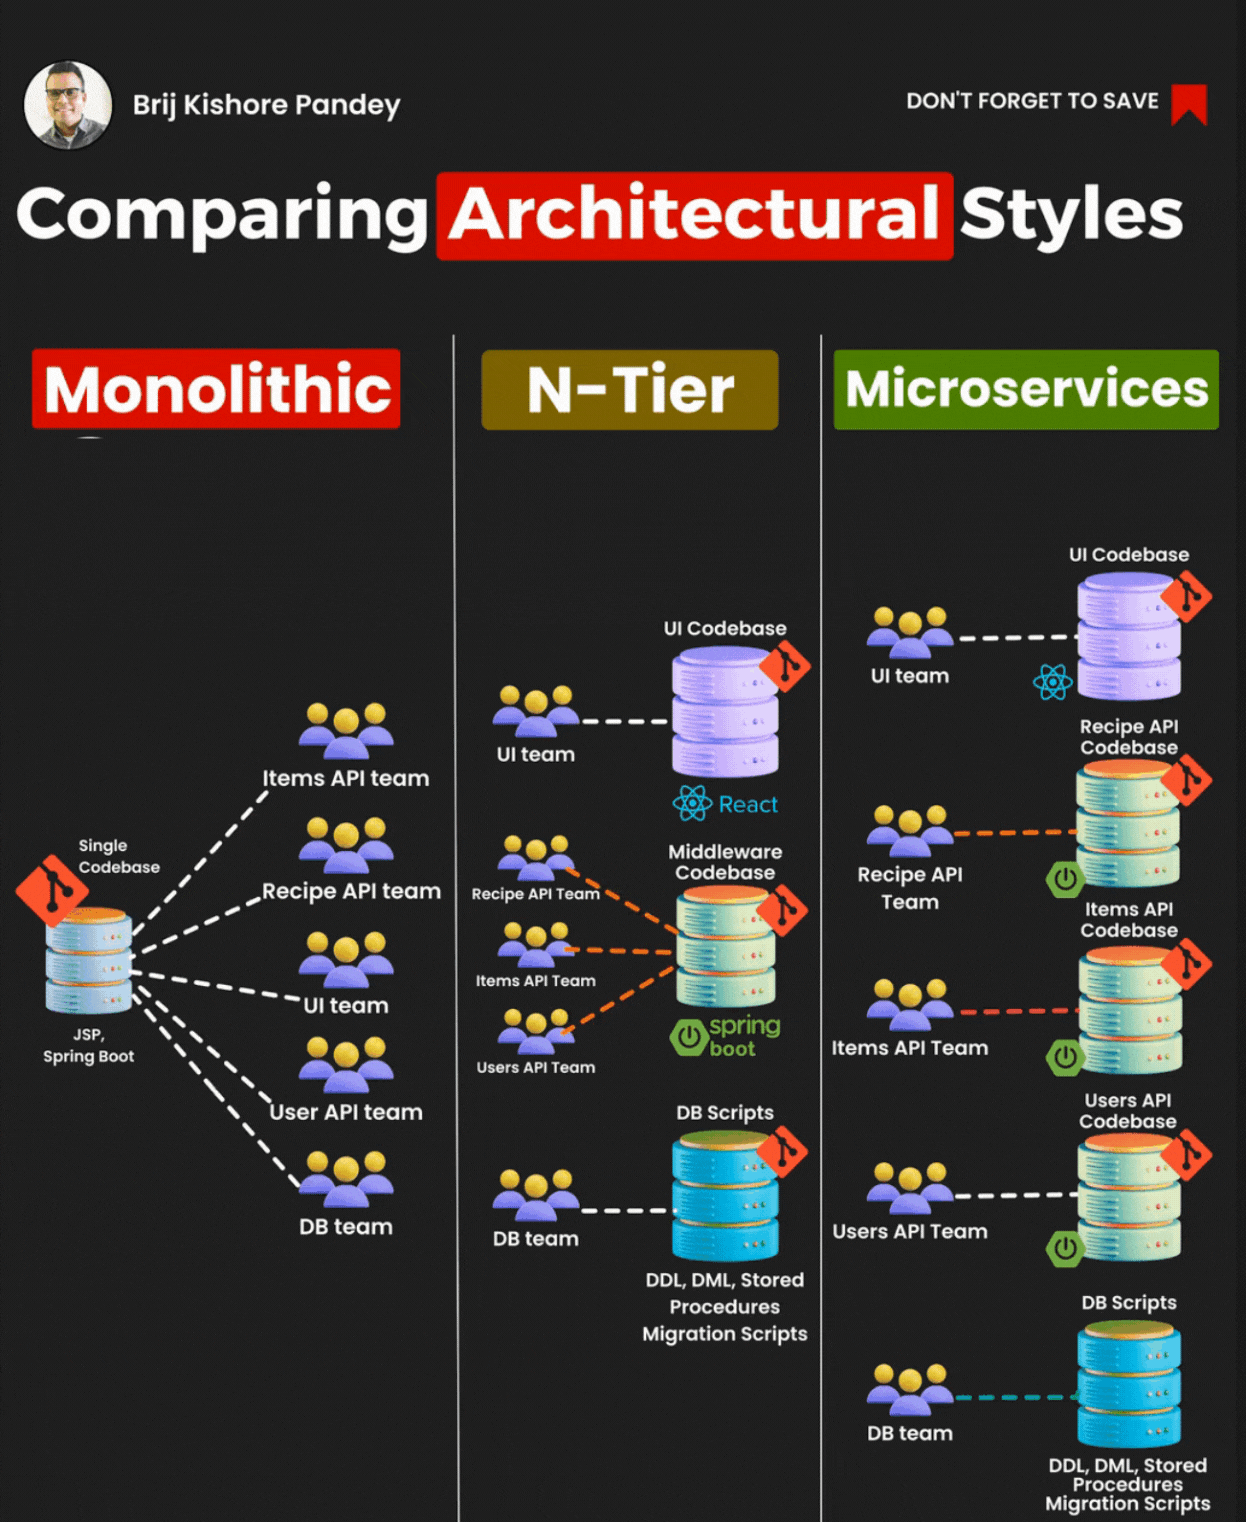 Brij Kishore Pandey
DON'T FORGET TO SAVE
Comparing Architectural Styles
Monolithic
Single
Codebase
JSP,
Spring Boot
Items API team
Recipe API team
UI team
User API team
DB team
N-Tier
UI Codebase
UI team
React
Middleware
Codebase
Recipe API Team
Items API Team
Users API Team
spring
boot
DB Scripts
DB team
DDL, DML, Stored
Procedures
Migration Scripts
Microservices
UI Codebase
UI team
Recipe API
Codebase
Recipe API
Team
Items API
Codebase
Items API Team
Users API
Codebase
Users API Team
DB Scripts
DB team
DDL, DML, Stored
Procedures
Migration Scripts